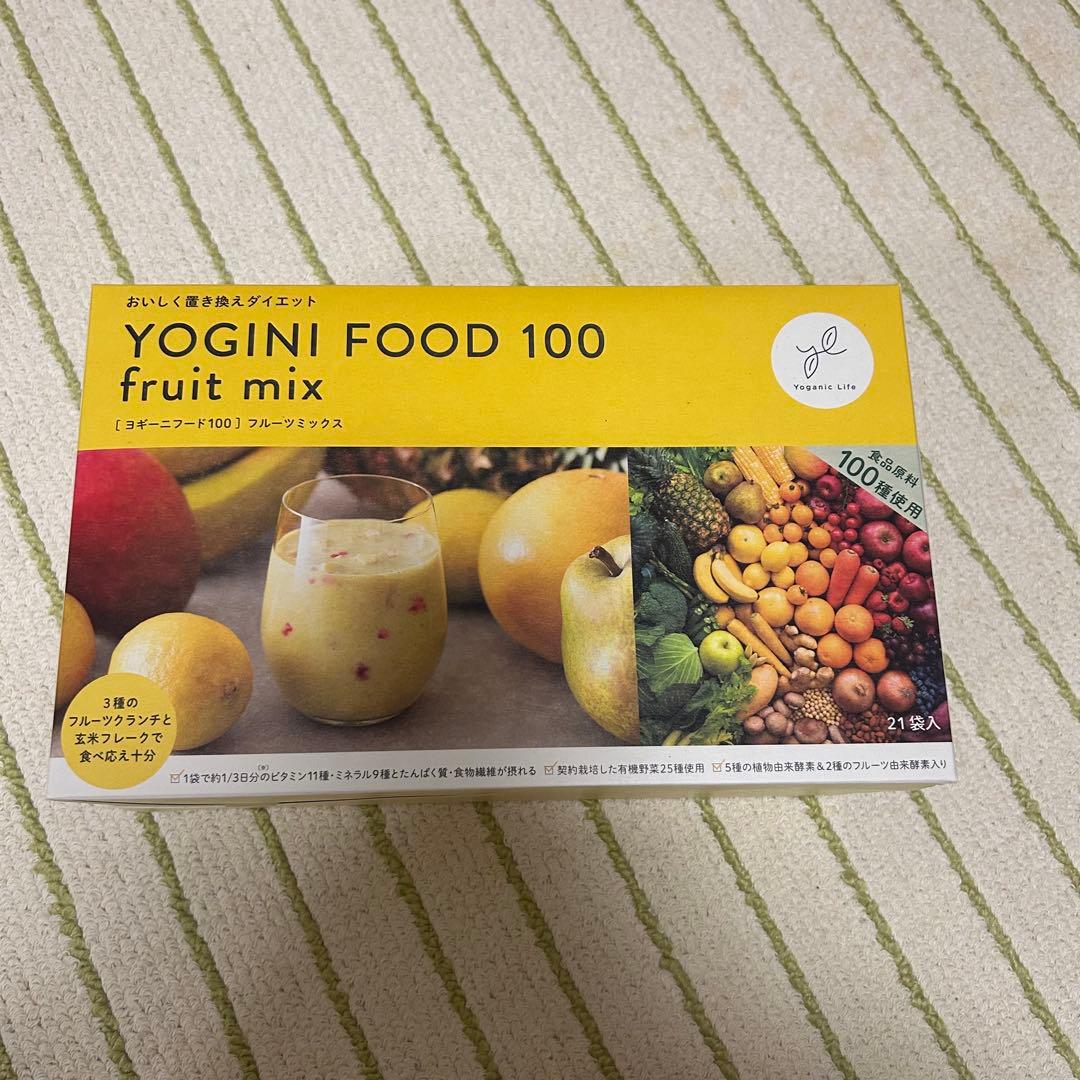 おいしく置き換えダイエット
YOGINI FOOD 100
fruit mix
[ヨギーニフード100] フルーツミックス
yl
Yoganic Life
食品原料
100種使用
3種の
フルーツクランチと
玄米フレークで
食べ応え十分
21袋入
☑1袋で約1/3日分(※)のビタミン11種・ミネラル9種とたんぱく質・食物繊維が摂れる ☑契約栽培した有機野菜25種使用 ☑5種の植物由来酵素&2種のフルーツ由来酵素入り